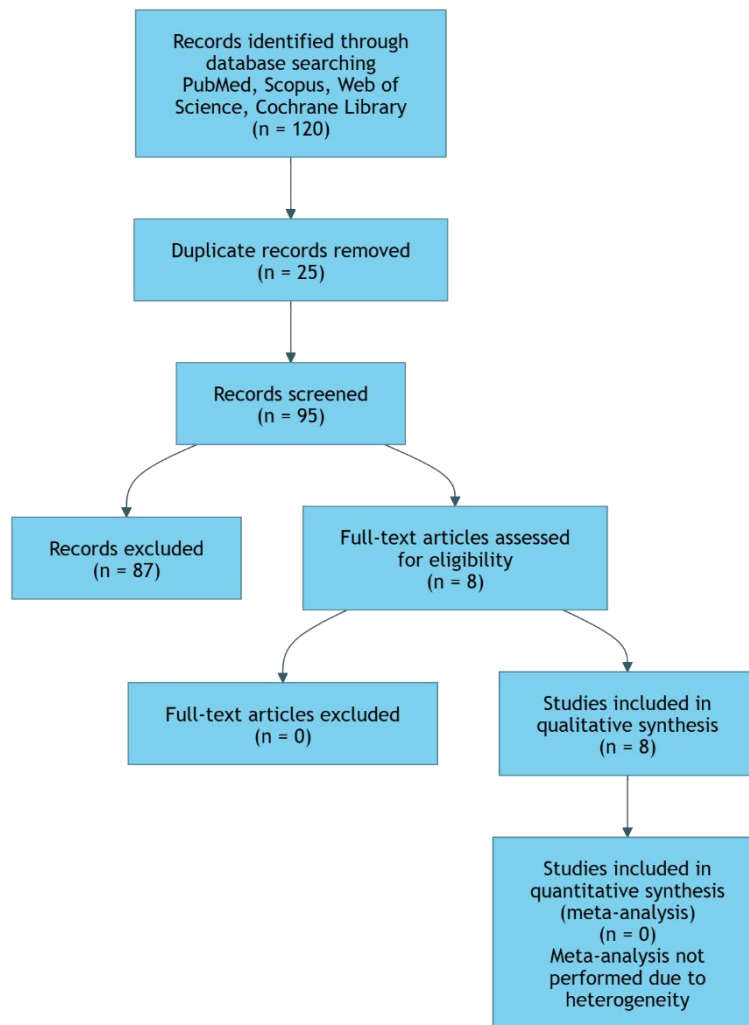 Records identified through
database searching
PubMed, Scopus, Web of
Science, Cochrane Library
(n = 120)
Duplicate records removed
(n = 25)
Records screened
(n = 95)
Records excluded
(n = 87)
Full-text articles assessed
for eligibility
(n = 8)
Full-text articles excluded
(n = 0)
Studies included in
qualitative synthesis
(n = 8)
Studies included in
quantitative synthesis
(meta-analysis)
(n = 0)
Meta-analysis not
performed due to
heterogeneity